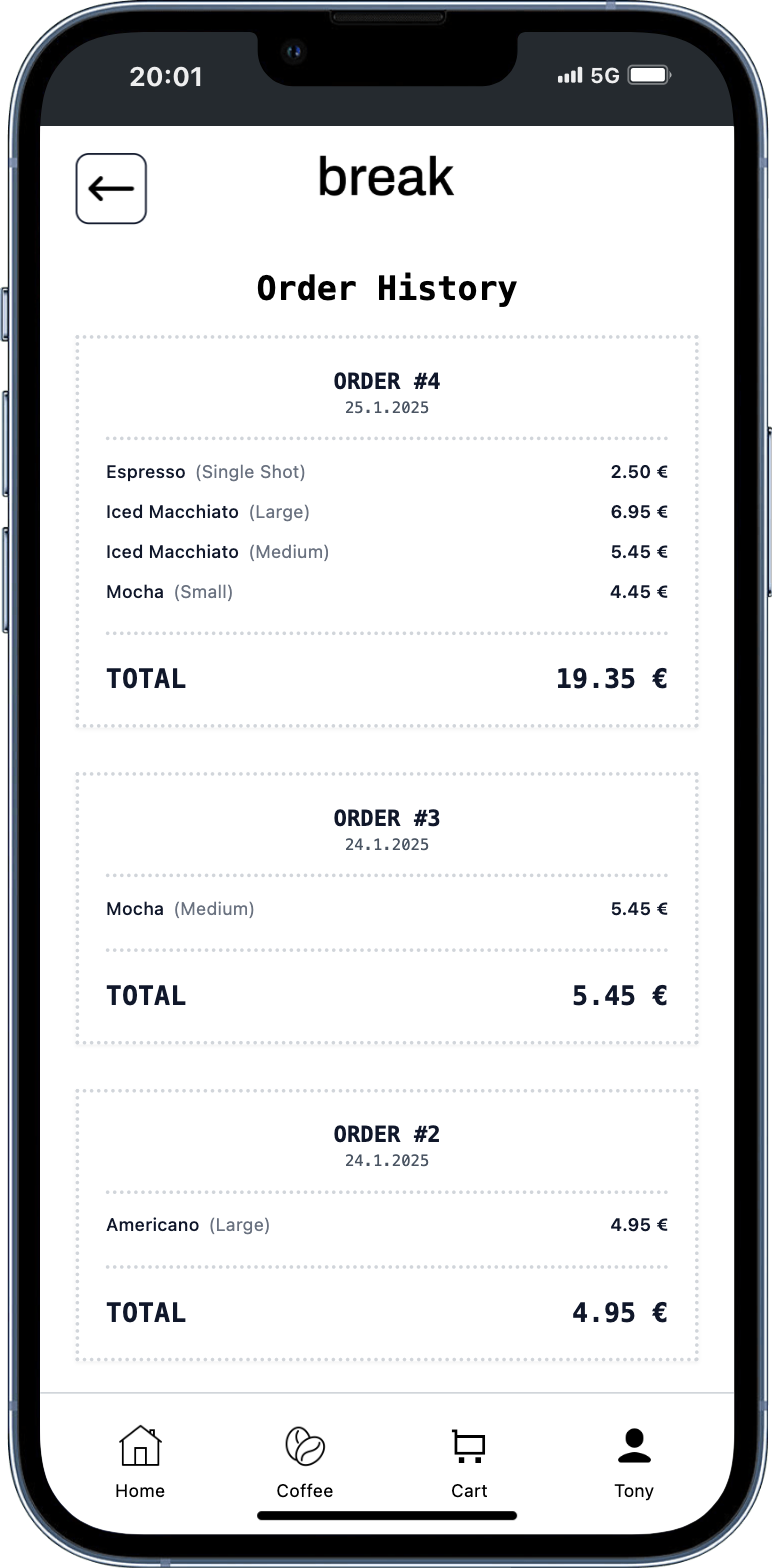 20:01 5G
break
Order History
ORDER #4
25.1.2025
Espresso (Single Shot) 2.50 €
Iced Macchiato (Large) 6.95 €
Iced Macchiato (Medium) 5.45 €
Mocha (Small) 4.45 €
TOTAL 19.35 €
ORDER #3
24.1.2025
Mocha (Medium) 5.45 €
TOTAL 5.45 €
ORDER #2
24.1.2025
Americano (Large) 4.95 €
TOTAL 4.95 €
Home Coffee Cart Tony